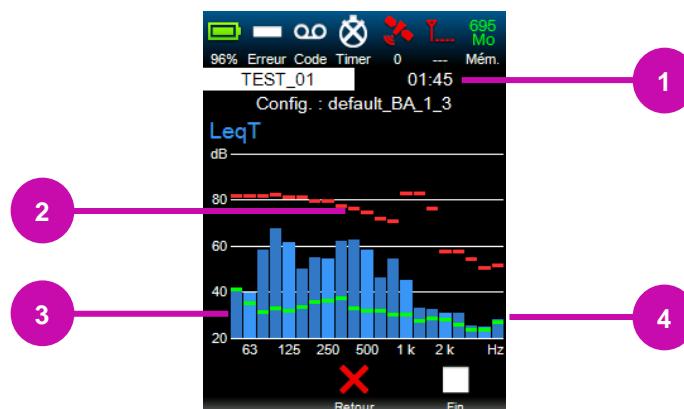 695
Mo
96% Erreur Code Timer 0 --- Mém.
TEST_01 01:45
1
Config. : default_BA_1_3
LeqT
dB
80
2
60
40
3
4
20
63 125 250 500 1 k 2 k Hz
Retour Fin